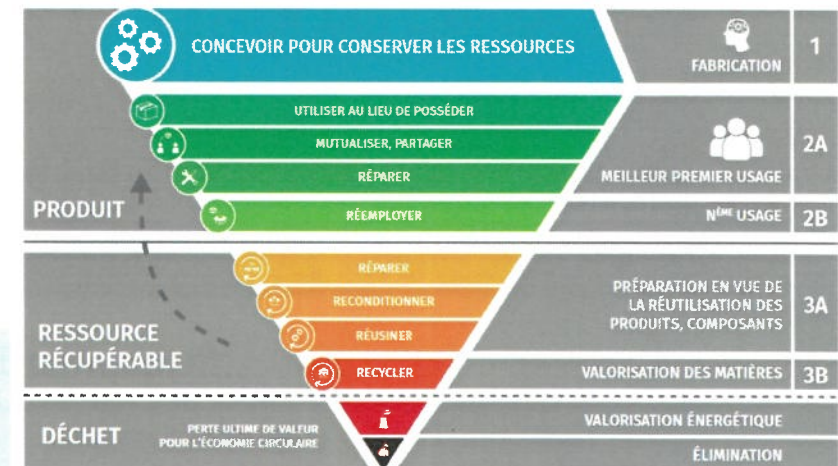 CONCEVOIR POUR CONSERVER LES RESSOURCES
FABRICATION
1
UTILISER AU LIEU DE POSSÉDER
MUTUALISER, PARTAGER
RÉPARER
MEILLEUR PREMIER USAGE
2A
PRODUIT
RÉEMPLOYER
NÈME USAGE
2B
RÉPARER
RECONDITIONNER
RÉUSINER
PRÉPARATION EN VUE DE
LA RÉUTILISATION DES
PRODUITS, COMPOSANTS
3A
RESSOURCE
RÉCUPÉRABLE
RECYCLER
VALORISATION DES MATIÈRES
3B
DÉCHET
PERTE ULTIME DE VALEUR
POUR L'ÉCONOMIE CIRCULAIRE
VALORISATION ÉNERGÉTIQUE
ÉLIMINATION